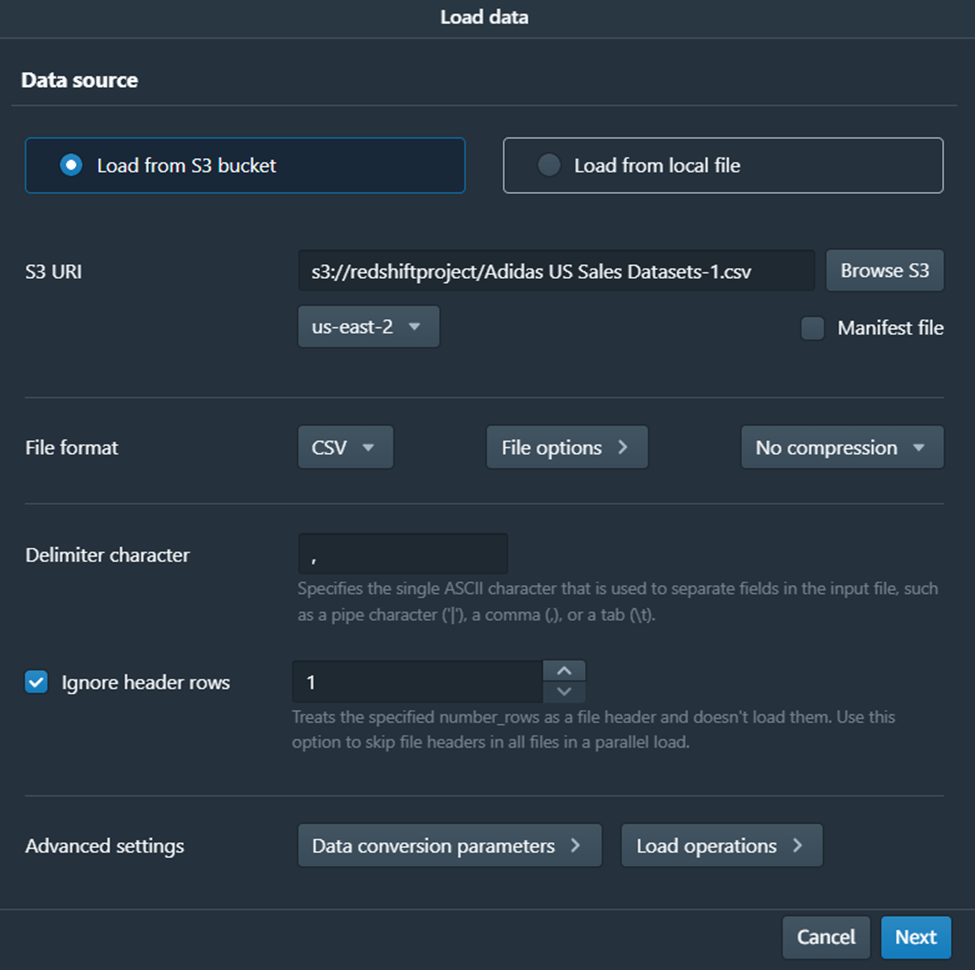 Load data
Data source
Load from S3 bucket
Load from local file
S3 URI
s3://redshiftproject/Adidas US Sales Datasets-1.csv
Browse S3
us-east-2
Manifest file
File format
CSV
File options
No compression
Delimiter character
,
Specifies the single ASCII character that is used to separate fields in the input file, such
as a pipe character ('|'), a comma (,), or a tab (\t).
Ignore header rows
1
Treats the specified number_rows as a file header and doesn't load them. Use this
option to skip file headers in all files in a parallel load.
Advanced settings
Data conversion parameters
Load operations
Cancel
Next